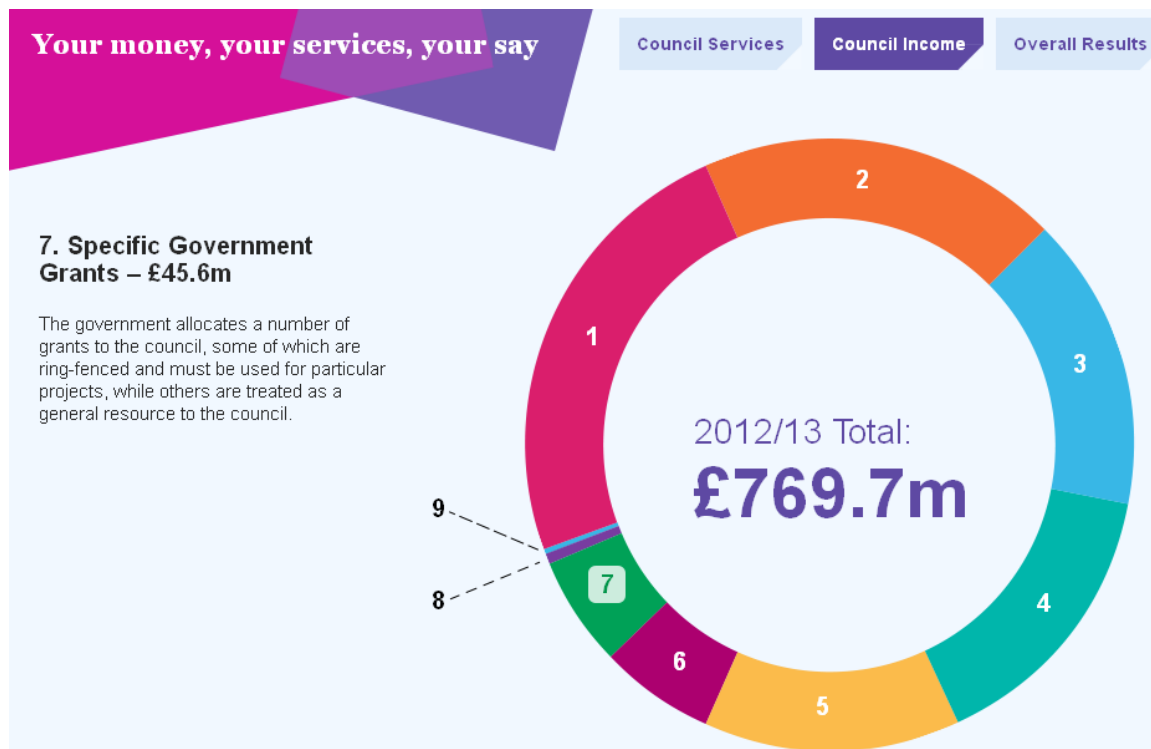 Your money, your services, your say
Council Services
Council Income
Overall Results
7. Specific Government
Grants – £45.6m
The government allocates a number of
grants to the council, some of which are
ring-fenced and must be used for particular
projects, while others are treated as a
general resource to the council.
2012/13 Total:
£769.7m
1
2
3
4
5
6
7
8
9